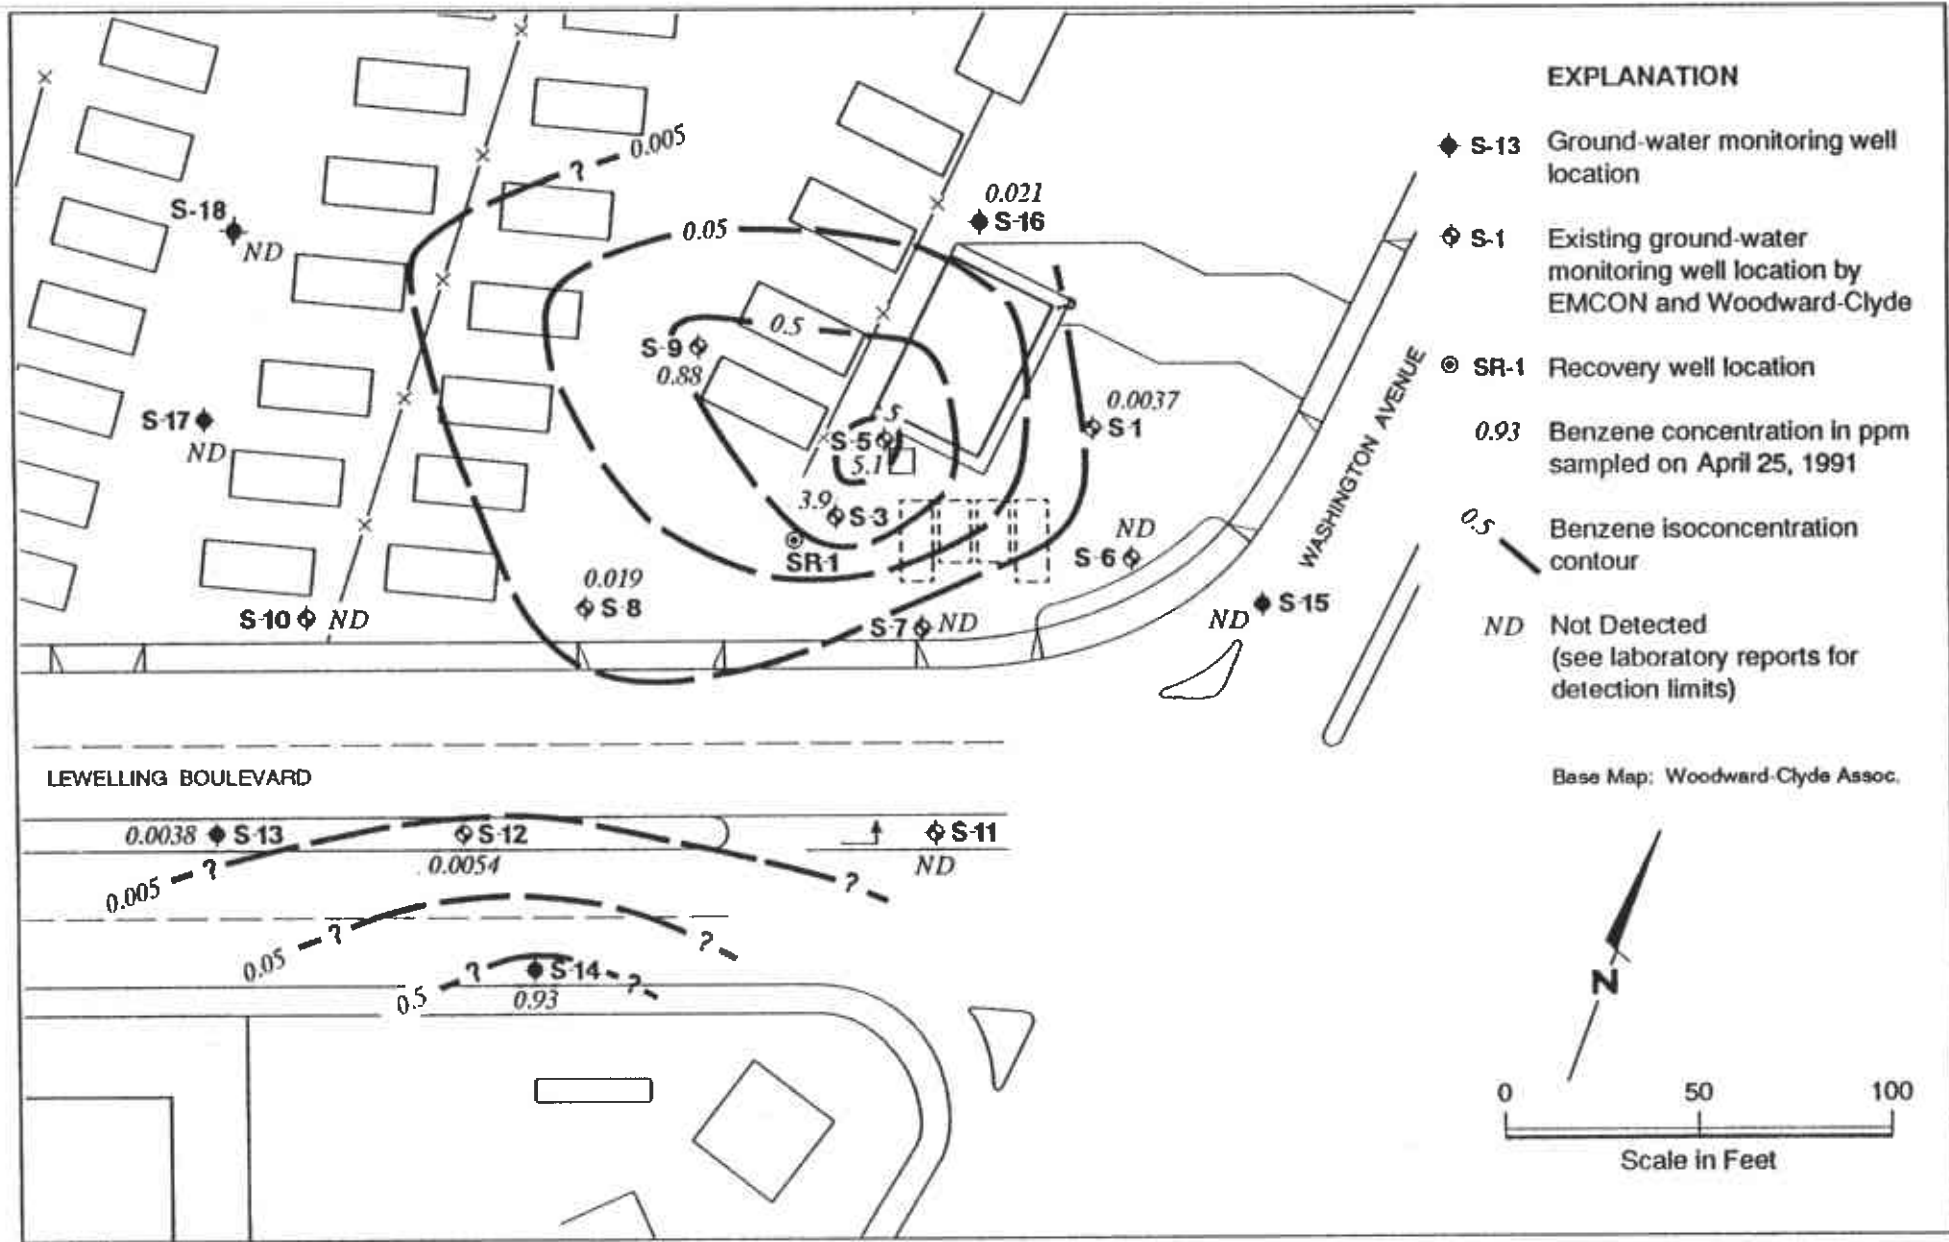 EXPLANATION
S-13 Ground-water monitoring well
location
S-1 Existing ground-water
monitoring well location by
EMCON and Woodward-Clyde
SR-1 Recovery well location
0.93 Benzene concentration in ppm
sampled on April 25, 1991
0.5 Benzene isoconcentration
contour
ND Not Detected
(see laboratory reports for
detection limits)
Base Map: Woodward-Clyde Assoc.
N
0 50 100
Scale in Feet
? 0.005
S-18
ND
0.05
0.021
S-16
0.5
S-9
0.88
S-17
ND
0.0037
S-1
5
S-5
5.1
3.9
S-3
SR-1
ND
S-6
0.019
S-8
S-10 ND
S-7 ND
ND S-15
WASHINGTON AVENUE
LEWELLING BOULEVARD
0.0038 S-13
S-12
0.0054
S-11
ND
0.005 ? ?
0.05 ? ?
0.5 ? S-14 ?
0.93